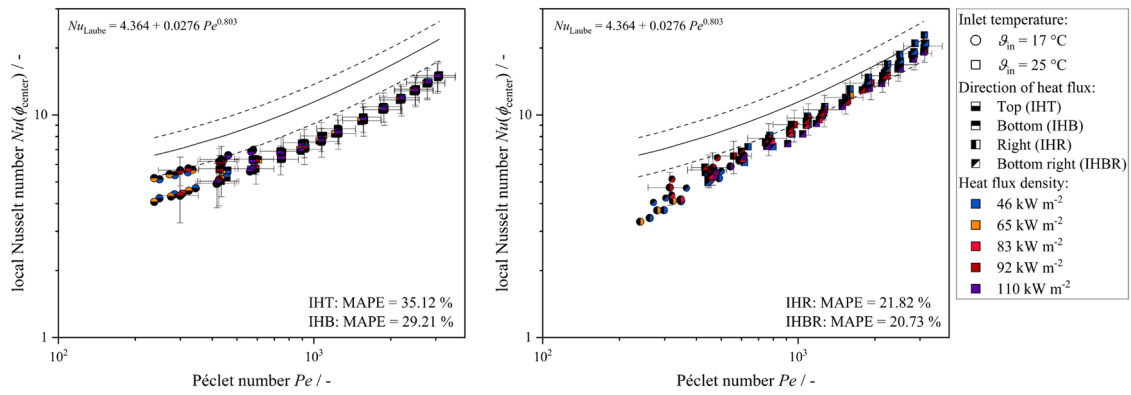 Nu_Laube = 4.364 + 0.0276 Pe^0.803
local Nusselt number Nu(ϕ_center) / -
10
1
IHT: MAPE = 35.12 %
IHB: MAPE = 29.21 %
10^2
10^3
Péclet number Pe / -
Nu_Laube = 4.364 + 0.0276 Pe^0.803
local Nusselt number Nu(ϕ_center) / -
10
1
IHR: MAPE = 21.82 %
IHBR: MAPE = 20.73 %
10^2
10^3
Péclet number Pe / -
Inlet temperature:
ϑ_in = 17 °C
ϑ_in = 25 °C
Direction of heat flux:
Top (IHT)
Bottom (IHB)
Right (IHR)
Bottom right (IHBR)
Heat flux density:
46 kW m^-2
65 kW m^-2
83 kW m^-2
92 kW m^-2
110 kW m^-2